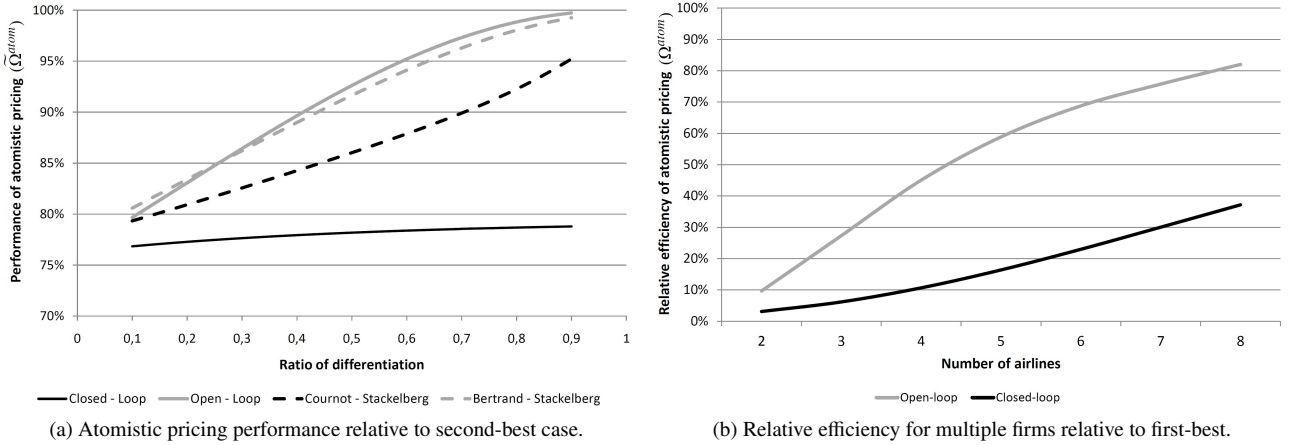 Performance of atomistic pricing (Ω̃^atom)
100%
95%
90%
85%
80%
75%
70%
0 0,1 0,2 0,3 0,4 0,5 0,6 0,7 0,8 0,9 1
Ratio of differentiation
Closed - Loop Open - Loop Cournot - Stackelberg Bertrand - Stackelberg
(a) Atomistic pricing performance relative to second-best case.
Relative efficiency of atomistic pricing (Ω^atom)
100%
90%
80%
70%
60%
50%
40%
30%
20%
10%
0%
2 3 4 5 6 7 8
Number of airlines
Open-loop Closed-loop
(b) Relative efficiency for multiple firms relative to first-best.